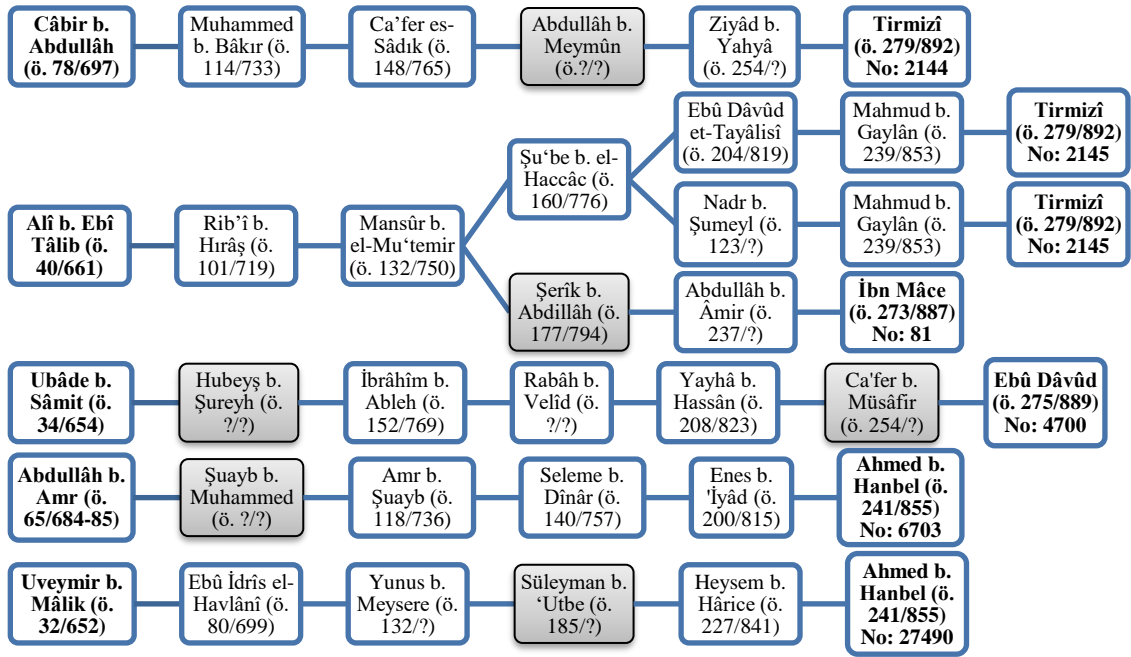 Câbir b.
Abdullâh
(ö. 78/697)
Muhammed
b. Bâkır (ö.
114/733)
Ca’fer es-
Sâdık (ö.
148/765)
Abdullâh b.
Meymûn
(ö.?/?)
Ziyâd b.
Yahyâ
(ö. 254/?)
Tirmizî
(ö. 279/892)
No: 2144
Alî b. Ebî
Tâlib (ö.
40/661)
Rib’î b.
Hırâş (ö.
101/719)
Mansûr b.
el-Mu‘temir
(ö. 132/750)
Şu‘be b. el-
Haccâc (ö.
160/776)
Ebû Dâvûd
et-Tayâlisî
(ö. 204/819)
Mahmud b.
Gaylân (ö.
239/853)
Tirmizî
(ö. 279/892)
No: 2145
Nadr b.
Şumeyl (ö.
123/?)
Mahmud b.
Gaylân (ö.
239/853)
Tirmizî
(ö. 279/892)
No: 2145
Şerîk b.
Abdillâh (ö.
177/794)
Abdullâh b.
Âmir (ö.
237/?)
İbn Mâce
(ö. 273/887)
No: 81
Ubâde b.
Sâmit (ö.
34/654)
Hubeyş b.
Şureyh (ö.
?/?)
İbrâhîm b.
Ableh (ö.
152/769)
Rabâh b.
Velîd (ö.
?/?)
Yayhâ b.
Hassân (ö.
208/823)
Ca'fer b.
Müsâfir
(ö. 254/?)
Ebû Dâvûd
(ö. 275/889)
No: 4700
Abdullâh b.
Amr (ö.
65/684-85)
Şuayb b.
Muhammed
(ö. ?/?)
Amr b.
Şuayb (ö.
118/736)
Seleme b.
Dînâr (ö.
140/757)
Enes b.
'İyâd (ö.
200/815)
Ahmed b.
Hanbel (ö.
241/855)
No: 6703
Uveymir b.
Mâlik (ö.
32/652)
Ebû İdrîs el-
Havlânî (ö.
80/699)
Yunus b.
Meysere (ö.
132/?)
Süleyman b.
‘Utbe (ö.
185/?)
Heysem b.
Hârice (ö.
227/841)
Ahmed b.
Hanbel (ö.
241/855)
No: 27490